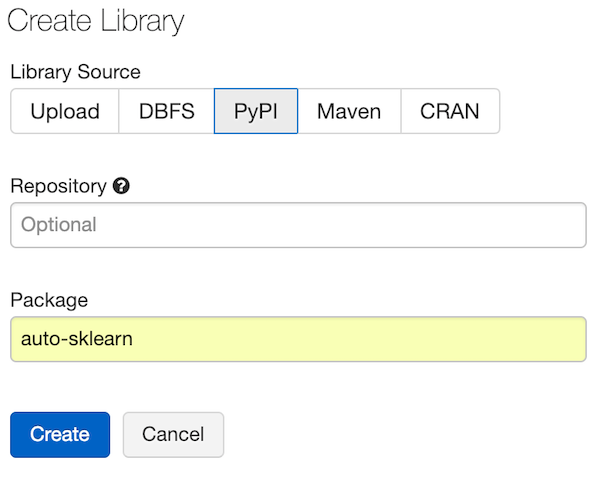 Create Library
Library Source
Upload DBFS PyPI Maven CRAN
Repository ?
Optional
Package
auto-sklearn
Create Cancel